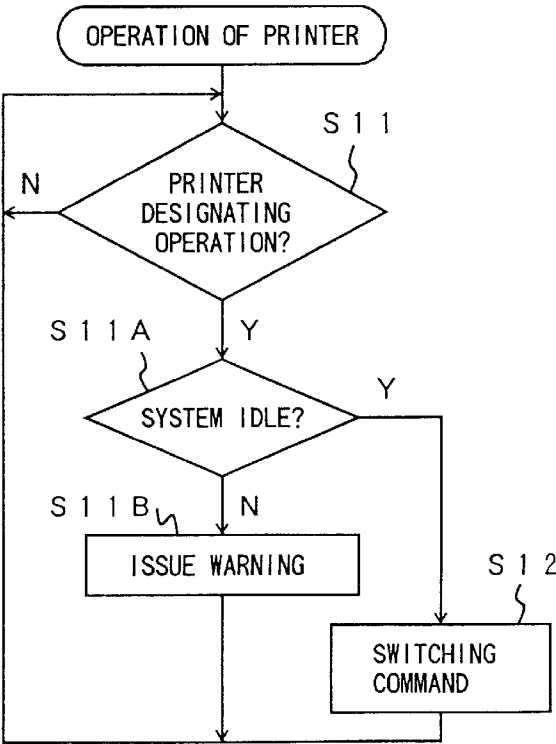 OPERATION OF PRINTER
S11
N
PRINTER
DESIGNATING
OPERATION?
S11A
Y
Y
SYSTEM IDLE?
S11B
N
ISSUE WARNING
S12
SWITCHING
COMMAND